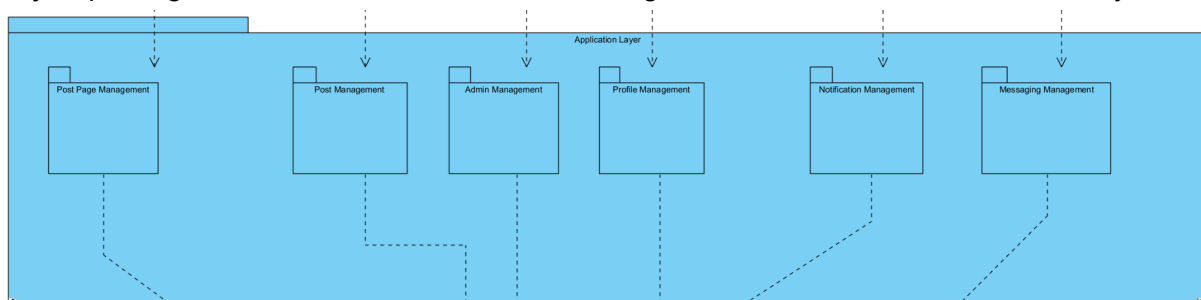 Application Layer
Post Page Management
Post Management
Admin Management
Profile Management
Notification Management
Messaging Management